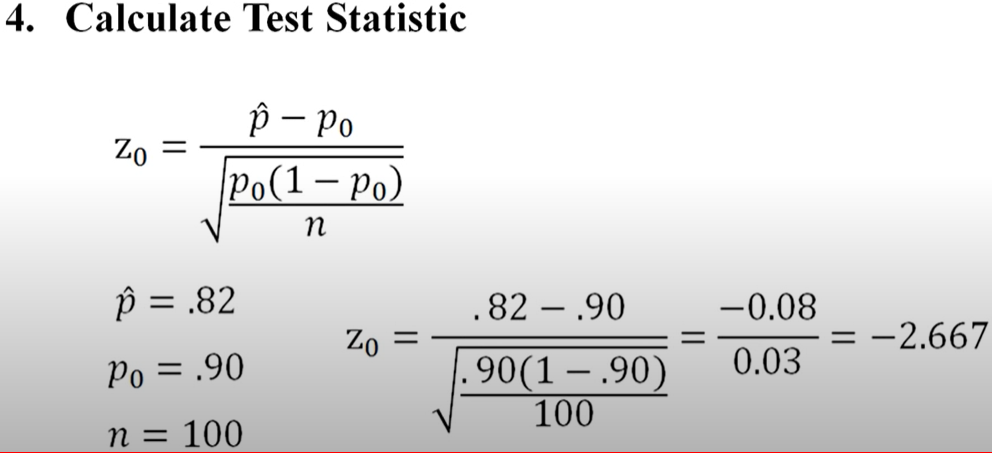 4. Calculate Test Statistic
z₀ = (p̂ − p₀) / √(p₀(1 − p₀) / n)
p̂ = .82
p₀ = .90
n = 100
z₀ = (.82 − .90) / √(.90(1 − .90) / 100) = −0.08 / 0.03 = −2.667